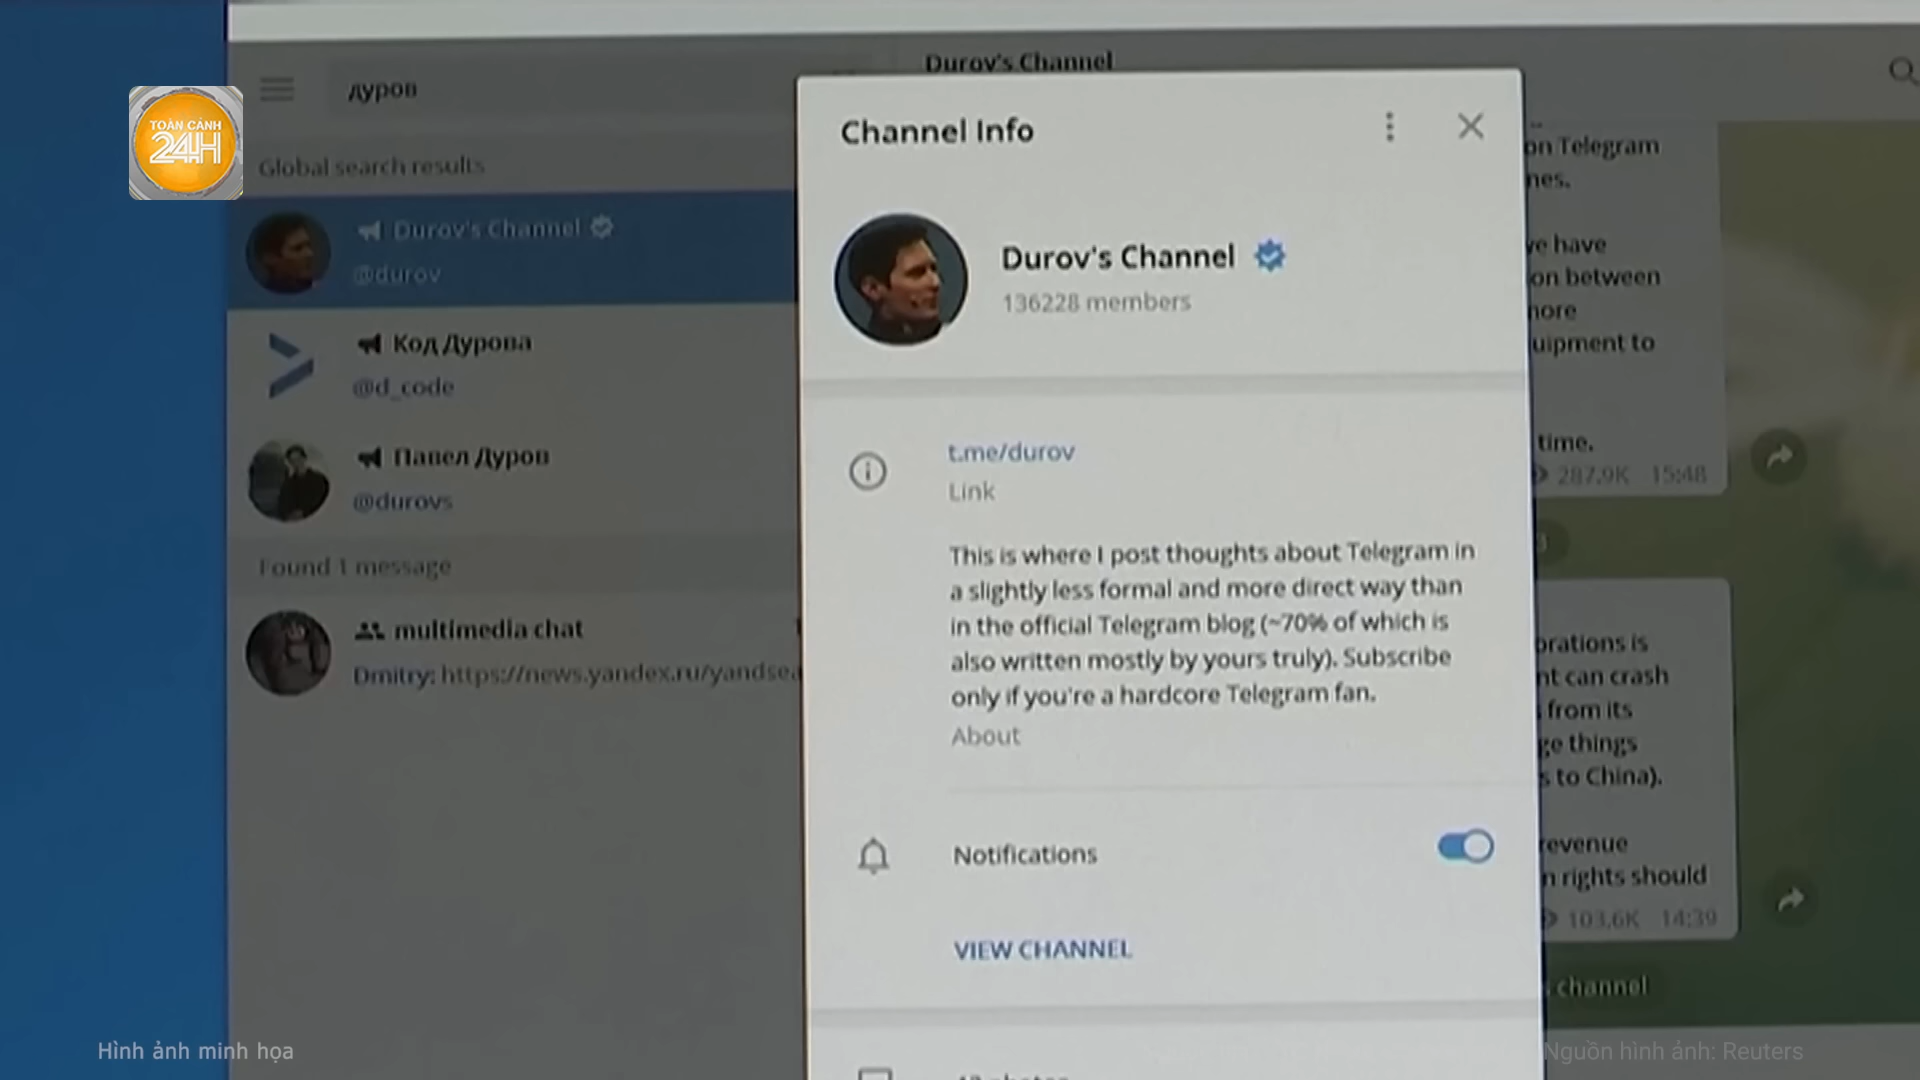 Durov's Channel
дуров
TOÀN CẢNH
24H
Global search results
Durov's Channel
@durov
Код Дурова
@d_code
Павел Дуров
@durovs
Found 1 message
multimedia chat
Dmitry: https://news.yandex.ru/yandsea
Channel Info
Durov's Channel
136228 members
t.me/durov
Link
This is where I post thoughts about Telegram in
a slightly less formal and more direct way than
in the official Telegram blog (~70% of which is
also written mostly by yours truly). Subscribe
only if you're a hardcore Telegram fan.
About
Notifications
VIEW CHANNEL
on Telegram
have
on between
uipment to
time.
287.9K 15:48
is
can crash
from its
things
to China).
revenue
rights should
103.6K 14:39
channel
Hình ảnh minh họa
Nguồn hình ảnh: Reuters